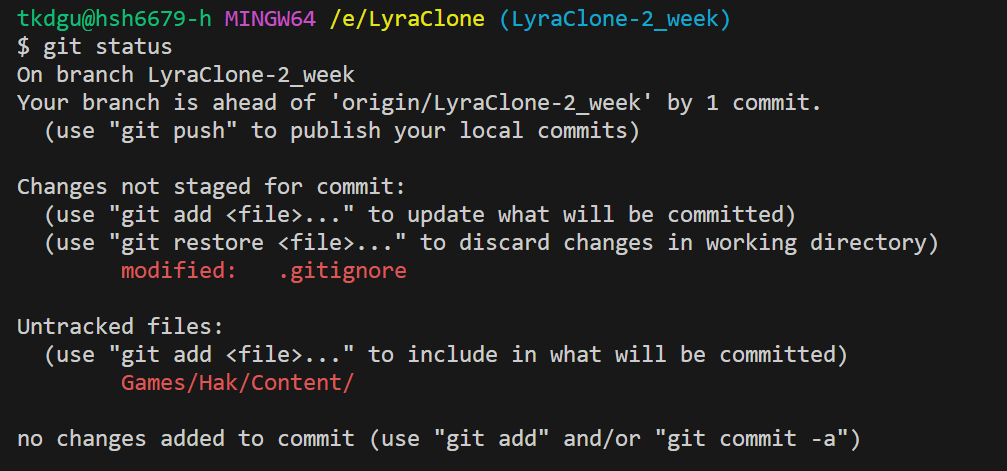 tkdgu@hsh6679-h MINGW64 /e/LyraClone (LyraClone-2_week)
$ git status
On branch LyraClone-2_week
Your branch is ahead of 'origin/LyraClone-2_week' by 1 commit.
  (use "git push" to publish your local commits)

Changes not staged for commit:
  (use "git add <file>..." to update what will be committed)
  (use "git restore <file>..." to discard changes in working directory)
        modified:   .gitignore

Untracked files:
  (use "git add <file>..." to include in what will be committed)
        Games/Hak/Content/

no changes added to commit (use "git add" and/or "git commit -a")